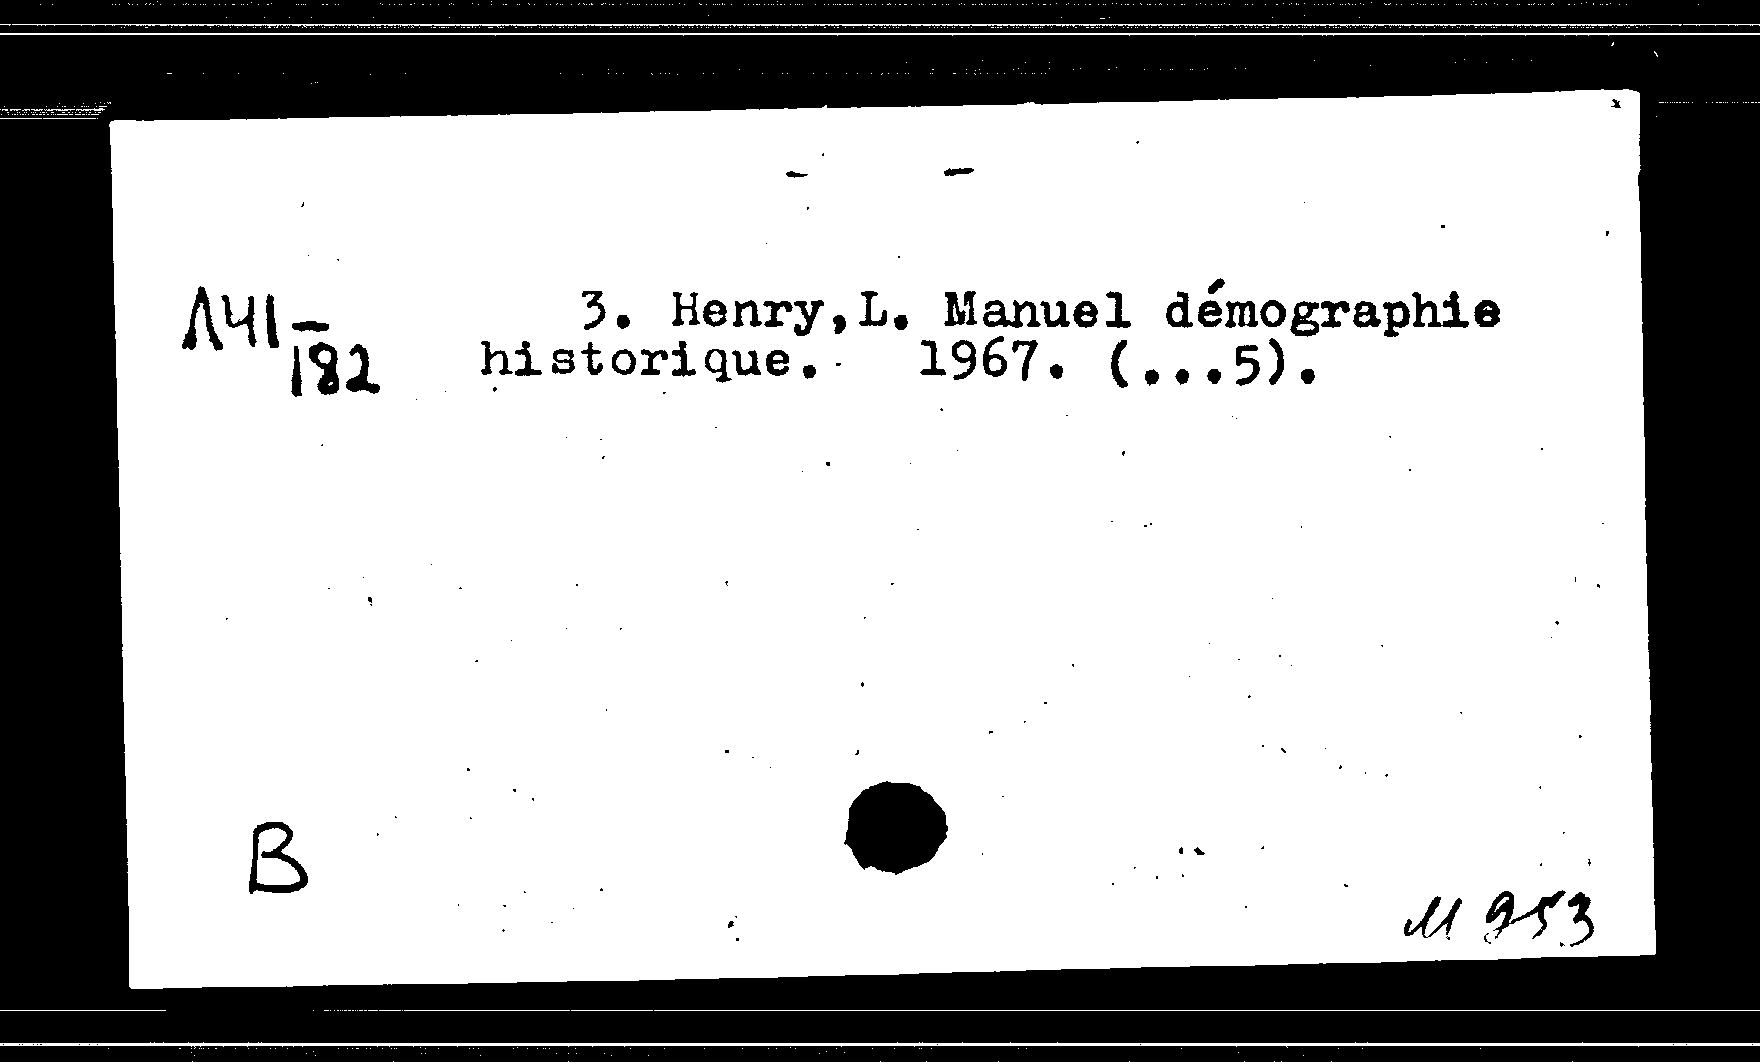 - -
Л41-
182
3. Henry,L. Manuel démographie
historique. 1967. (...5).
B
M 953